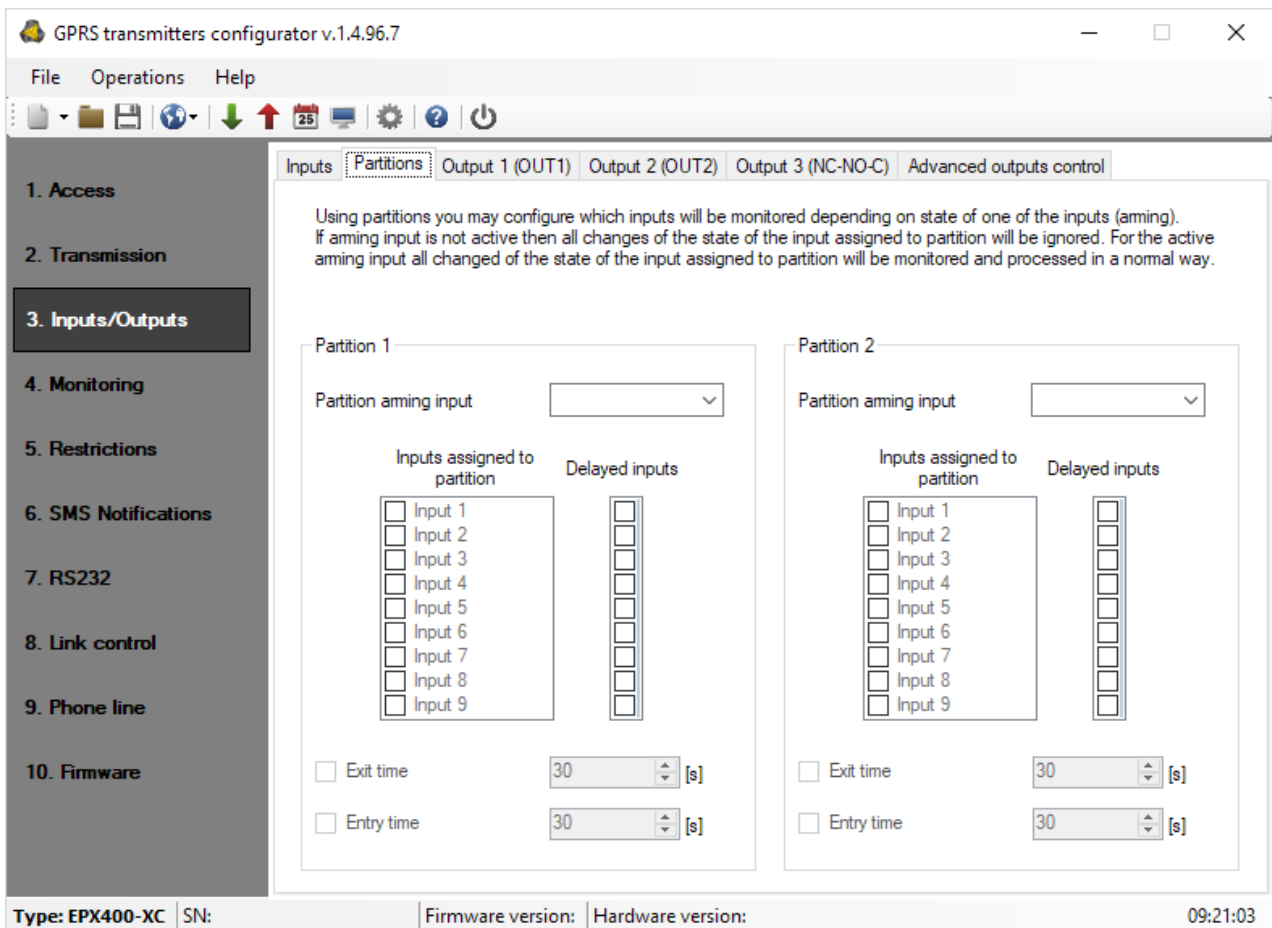 GPRS transmitters configurator v.1.4.96.7
File Operations Help
25
Inputs Partitions Output 1 (OUT1) Output 2 (OUT2) Output 3 (NC-NO-C) Advanced outputs control
1. Access
2. Transmission
3. Inputs/Outputs
4. Monitoring
5. Restrictions
6. SMS Notifications
7. RS232
8. Link control
9. Phone line
10. Firmware
Using partitions you may configure which inputs will be monitored depending on state of one of the inputs (arming).
If arming input is not active then all changes of the state of the input assigned to partition will be ignored. For the active
arming input all changed of the state of the input assigned to partition will be monitored and processed in a normal way.
Partition 1
Partition arming input
Inputs assigned to
partition
Delayed inputs
Input 1
Input 2
Input 3
Input 4
Input 5
Input 6
Input 7
Input 8
Input 9
Exit time 30 [s]
Entry time 30 [s]
Partition 2
Partition arming input
Inputs assigned to
partition
Delayed inputs
Input 1
Input 2
Input 3
Input 4
Input 5
Input 6
Input 7
Input 8
Input 9
Exit time 30 [s]
Entry time 30 [s]
Type: EPX400-XC SN: Firmware version: Hardware version: 09:21:03